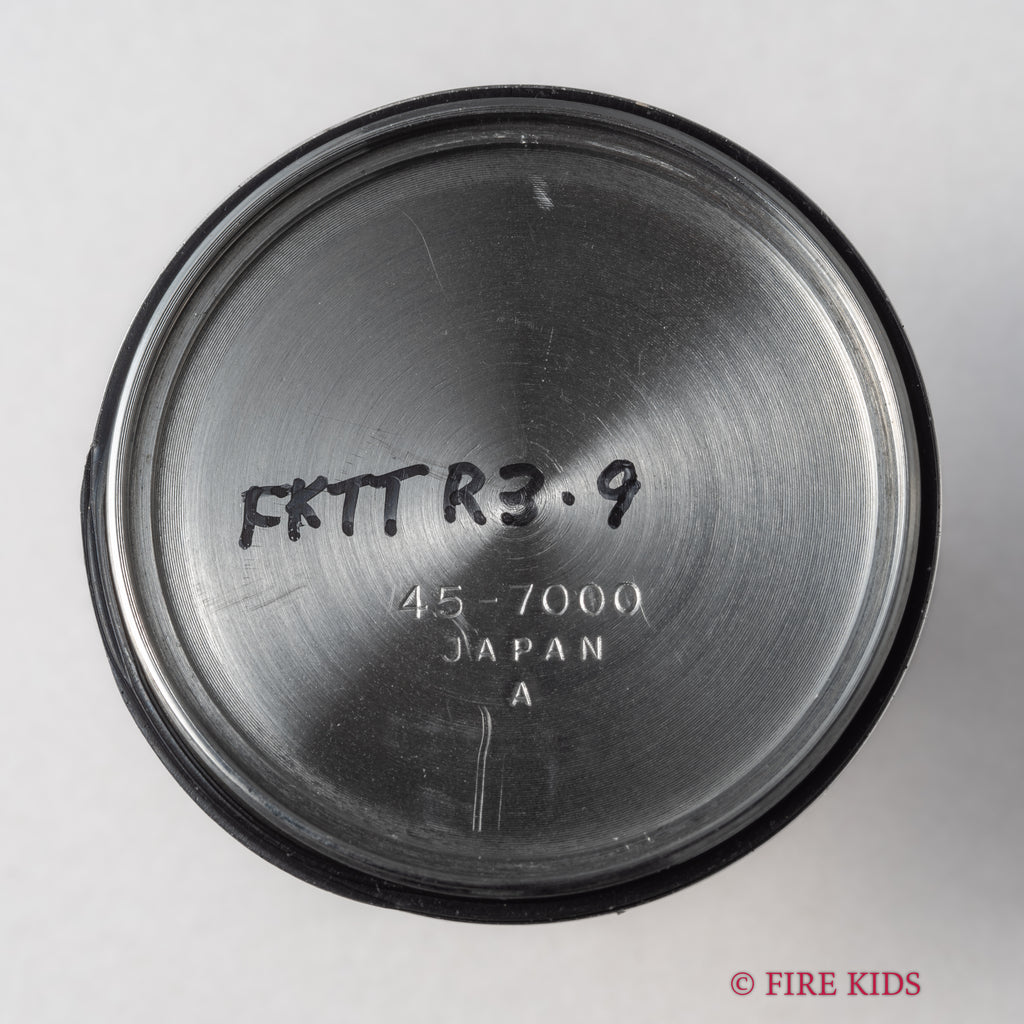 FKTT R3.9
45-7000
JAPAN
A
© FIRE KIDS